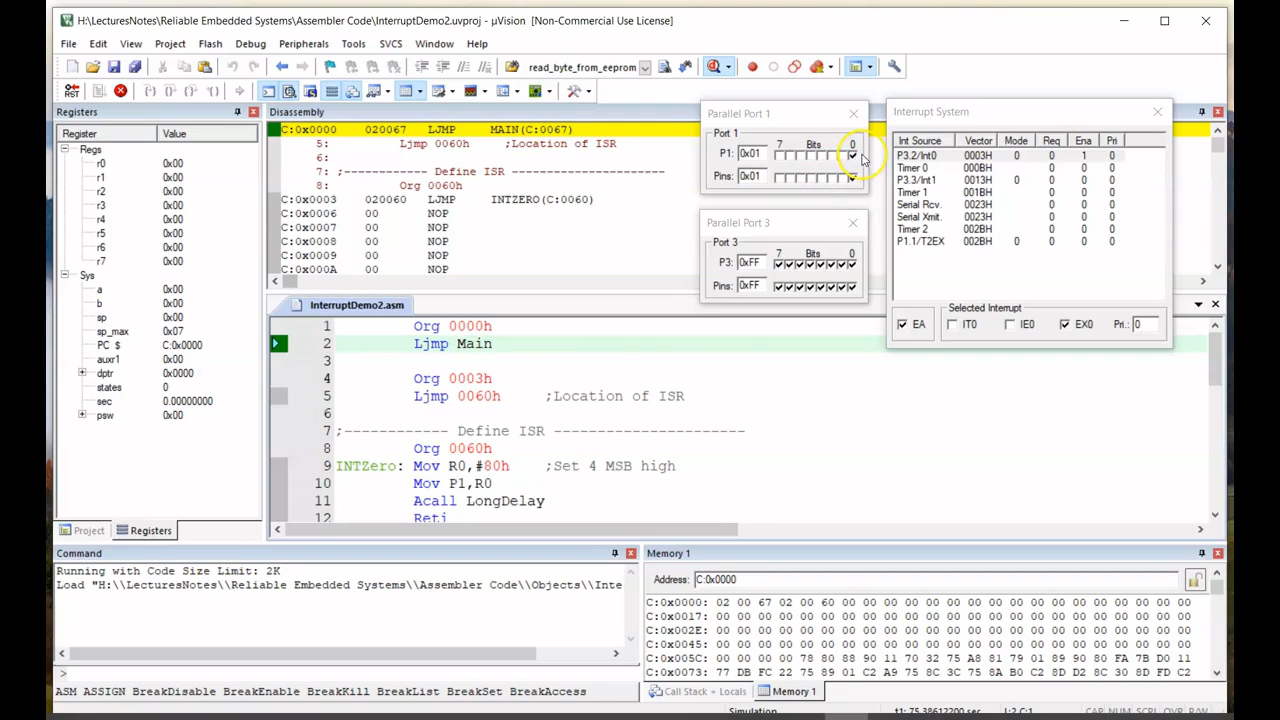 H:\LecturesNotes\Reliable Embedded Systems\Assembler Code\InterruptDemo2.uvproj - µVision [Non-Commercial Use License]
File Edit View Project Flash Debug Peripherals Tools SVCS Window Help
read_byte_from_eeprom
RST
Registers
Register Value
Regs
r0 0x00
r1 0x00
r2 0x00
r3 0x00
r4 0x00
r5 0x00
r6 0x00
r7 0x00
Sys
a 0x00
b 0x00
sp 0x07
sp_max 0x07
PC $ C:0x0000
auxr1 0x00
dptr 0x0000
states 0
sec 0.00000000
psw 0x00
Project Registers
Disassembly
C:0x0000 020067 LJMP MAIN(C:0067)
5: Ljmp 0060h ;Location of ISR
6:
7: ;------------ Define ISR ----------------------
8: Org 0060h
C:0x0003 020060 LJMP INTZERO(C:0060)
C:0x0006 00 NOP
C:0x0007 00 NOP
C:0x0008 00 NOP
C:0x0009 00 NOP
C:0x000A 00 NOP
Parallel Port 1
Port 1
7 Bits 0
P1: 0x01
Pins: 0x01
Parallel Port 3
Port 3
7 Bits 0
P3: 0xFF
Pins: 0xFF
Interrupt System
Int Source Vector Mode Req Ena Pri
P3.2/Int0 0003H 0 0 1 0
Timer 0 000BH 0 0 0
P3.3/Int1 0013H 0 0 0 0
Timer 1 001BH 0 0 0
Serial Rcv. 0023H 0 0 0
Serial Xmit. 0023H 0 0 0
Timer 2 002BH 0 0 0
P1.1/T2EX 002BH 0 0 0 0
Selected Interrupt
EA IT0 IE0 EX0 Pri.: 0
InterruptDemo2.asm
1 Org 0000h
2 Ljmp Main
3
4 Org 0003h
5 Ljmp 0060h ;Location of ISR
6
7 ;------------ Define ISR ----------------------
8 Org 0060h
9 INTZero: Mov R0,#80h ;Set 4 MSB high
10 Mov P1,R0
11 Acall LongDelay
12 Reti
Command
Running with Code Size Limit: 2K
Load "H:\\LecturesNotes\\Reliable Embedded Systems\\Assembler Code\\Objects\\Inte
>
ASM ASSIGN BreakDisable BreakEnable BreakKill BreakList BreakSet BreakAccess
Memory 1
Address: C:0x0000
C:0x0000: 02 00 67 02 00 60 00 00 00 00 00 00 00 00 00 00 00 00 00 00 00 00 00
C:0x0017: 00 00 00 00 00 00 00 00 00 00 00 00 00 00 00 00 00 00 00 00 00 00 00
C:0x002E: 00 00 00 00 00 00 00 00 00 00 00 00 00 00 00 00 00 00 00 00 00 00 00
C:0x0045: 00 00 00 00 00 00 00 00 00 00 00 00 00 00 00 00 00 00 00 00 00 00 00
C:0x005C: 00 00 00 00 78 80 88 90 11 70 32 75 A8 81 79 01 89 90 80 FA 7B D0 11
C:0x0073: 77 DB FC 22 75 89 01 C2 A9 75 8C 3C 75 8A B0 C2 8D D2 8C 30 8D FD C2
Call Stack + Locals Memory 1
Simulation t1: 75.38612200 sec L:2 C:1 CAP NUM SCRL OVR R/W